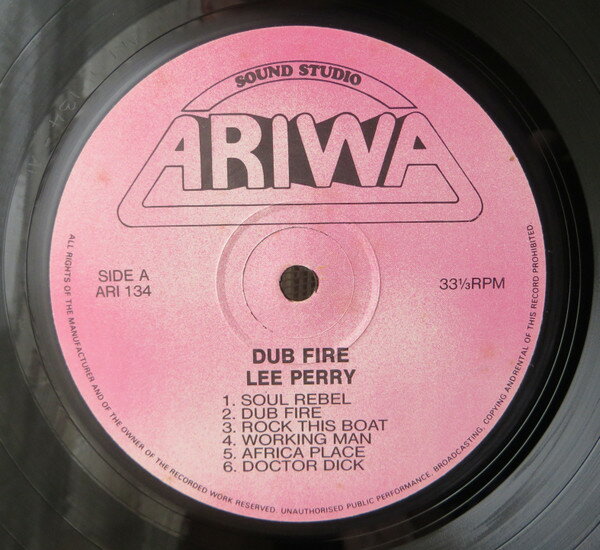 SOUND STUDIO
ARIWA
SIDE A
ARI 134
33⅓RPM
DUB FIRE
LEE PERRY
1. SOUL REBEL
2. DUB FIRE
3. ROCK THIS BOAT
4. WORKING MAN
5. AFRICA PLACE
6. DOCTOR DICK
ALL RIGHTS OF THE MANUFACTURER AND OF THE OWNER OF THE RECORDED WORK RESERVED. UNAUTHORISED PUBLIC PERFORMANCE, BROADCASTING, COPYING ANDRENTAL OF THIS RECORD PROHIBITED.